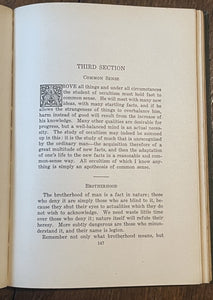 THIRD SECTION
COMMON SENSE
ABOVE all things and under all circumstances
the student of occultism must hold fast to
common sense. He will meet with many new
ideas, with many startling facts, and if he
allows the strangeness of things to overbalance him,
harm instead of good will result from the increase
of his knowledge. Many other qualities are desirable
for progress, but a well-balanced mind is an actual
necessity. The study of occultism may indeed be
summed up in this: it is the study of much that is unrecognized
by the ordinary man—the acquisition therefore of a
great multitude of new facts, and then the adaptation
of one's life to the new facts in a reasonable and common-sense
way. All occultism of which I know anything
is simply an apotheosis of common sense.
BROTHERHOOD
The brotherhood of man is a fact in nature; those
who deny it are simply those who are blind to it, because
they shut their eyes to actualities which they do not
wish to acknowledge. We need waste little time
over those who deny it; nature itself will refute their
heresy. More subtly dangerous are those who misunderstand
it, and their name is legion.
Remember not only what brotherhood means, but
147